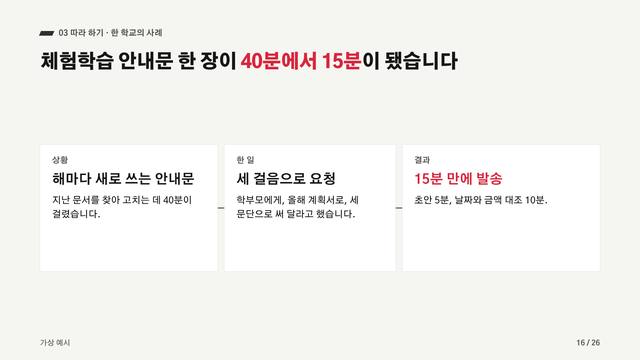 03 따라 하기 · 한 학교의 사례
체험학습 안내문 한 장이 40분에서 15분이 됐습니다
상황
해마다 새로 쓰는 안내문
지난 문서를 찾아 고치는 데 40분이
걸렸습니다.
한 일
세 걸음으로 요청
학부모에게, 올해 계획서로, 세
문단으로 써 달라고 했습니다.
결과
15분 만에 발송
초안 5분, 날짜와 금액 대조 10분.
가상 예시
16 / 26